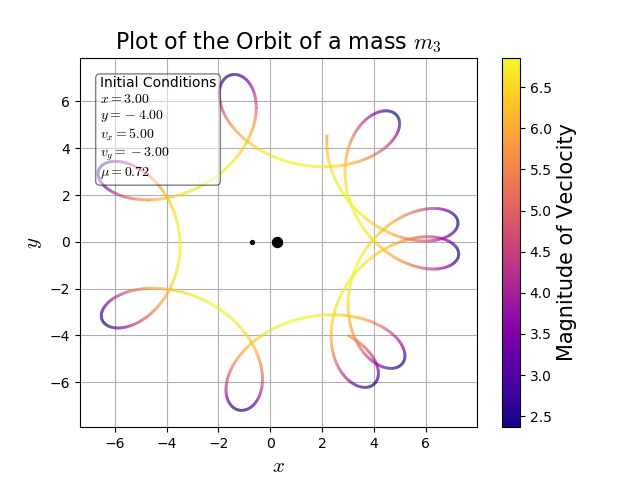 Plot of the Orbit of a mass m₃
Initial Conditions
x = 3.00
y = −4.00
vₓ = 5.00
v_y = −3.00
μ = 0.72
6
4
2
0
−2
−4
−6
y
−6
−4
−2
0
2
4
6
x
6.5
6.0
5.5
5.0
4.5
4.0
3.5
3.0
2.5
Magnitude of Veclocity